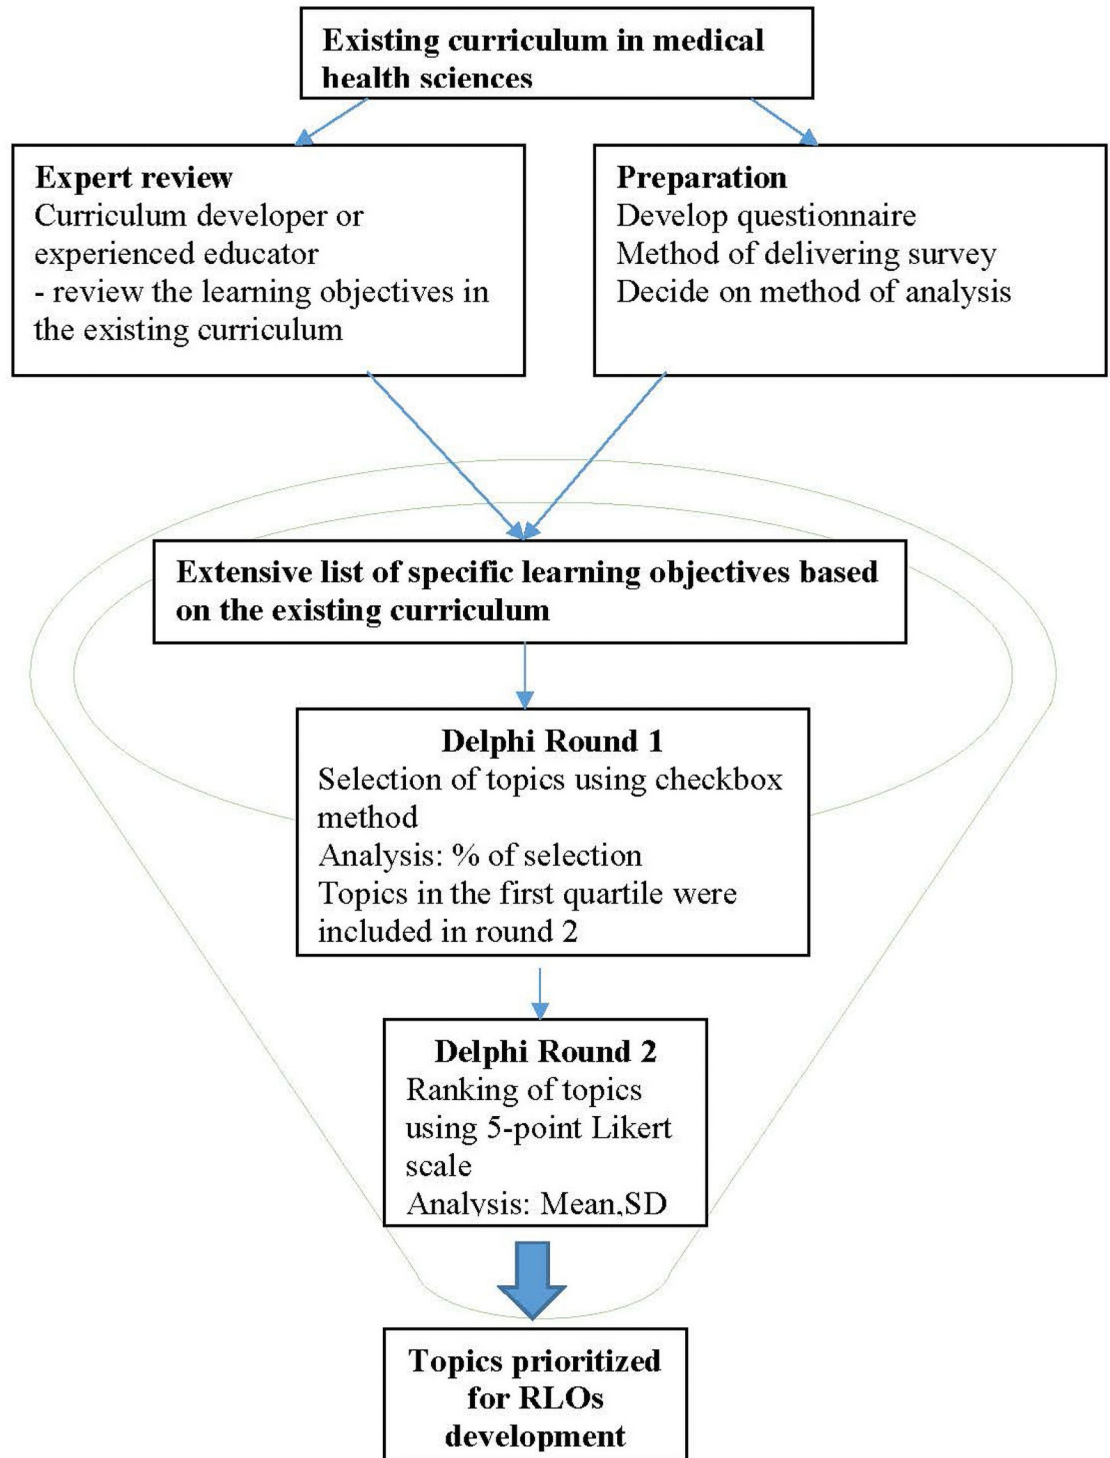 Existing curriculum in medical
health sciences
Expert review
Curriculum developer or
experienced educator
- review the learning objectives in
the existing curriculum
Preparation
Develop questionnaire
Method of delivering survey
Decide on method of analysis
Extensive list of specific learning objectives based
on the existing curriculum
Delphi Round 1
Selection of topics using checkbox
method
Analysis: % of selection
Topics in the first quartile were
included in round 2
Delphi Round 2
Ranking of topics
using 5-point Likert
scale
Analysis: Mean,SD
Topics prioritized
for RLOs
development